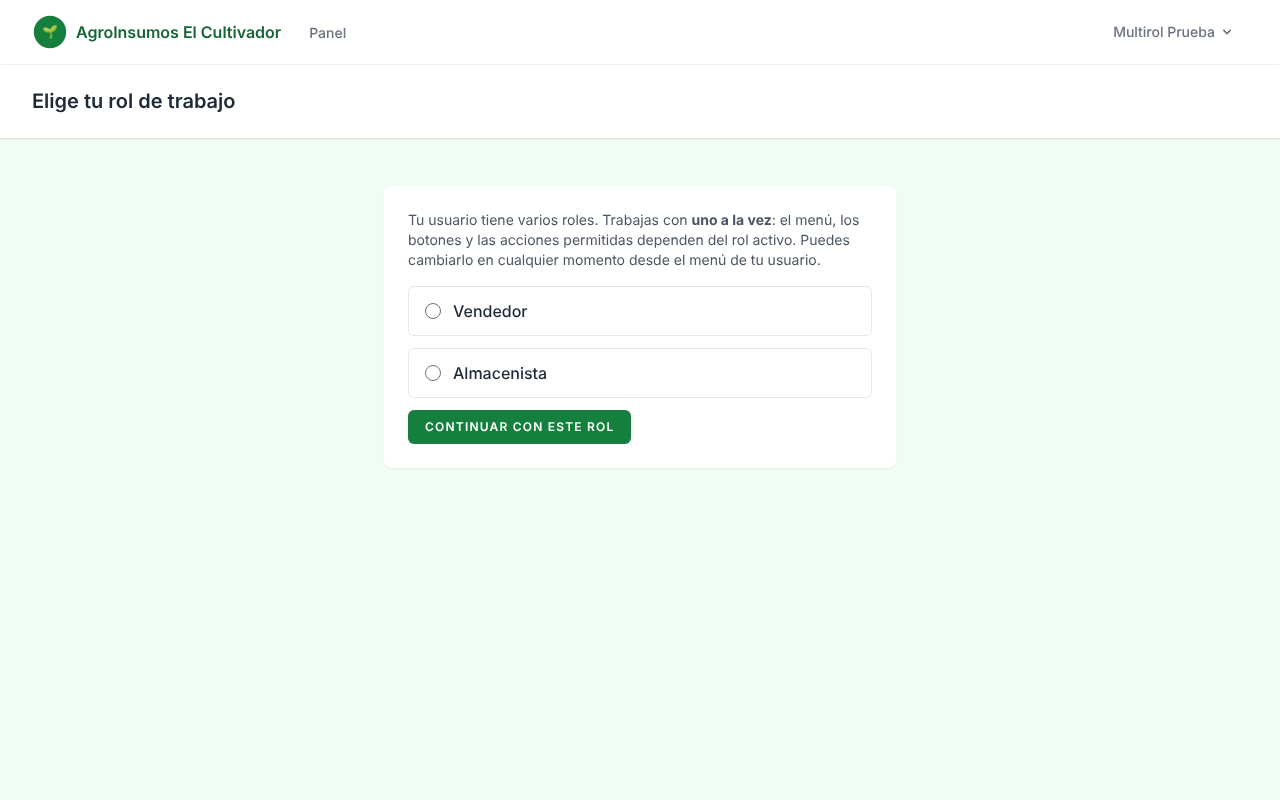 AgroInsumos El Cultivador
Panel
Multirol Prueba
Elige tu rol de trabajo
Tu usuario tiene varios roles. Trabajas con uno a la vez: el menú, los
botones y las acciones permitidas dependen del rol activo. Puedes
cambiarlo en cualquier momento desde el menú de tu usuario.
Vendedor
Almacenista
CONTINUAR CON ESTE ROL